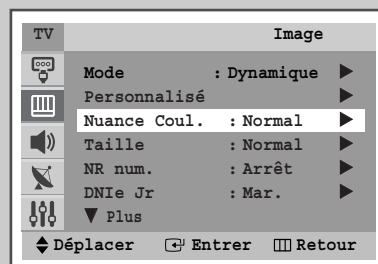 TV Image
Mode : Dynamique ▶
Personnalisé ▶
Nuance Coul. : Normal ▶
Taille : Normal ▶
NR num. : Arrêt ▶
DNIe Jr : Mar. ▶
▼ Plus
Déplacer Entrer Retour